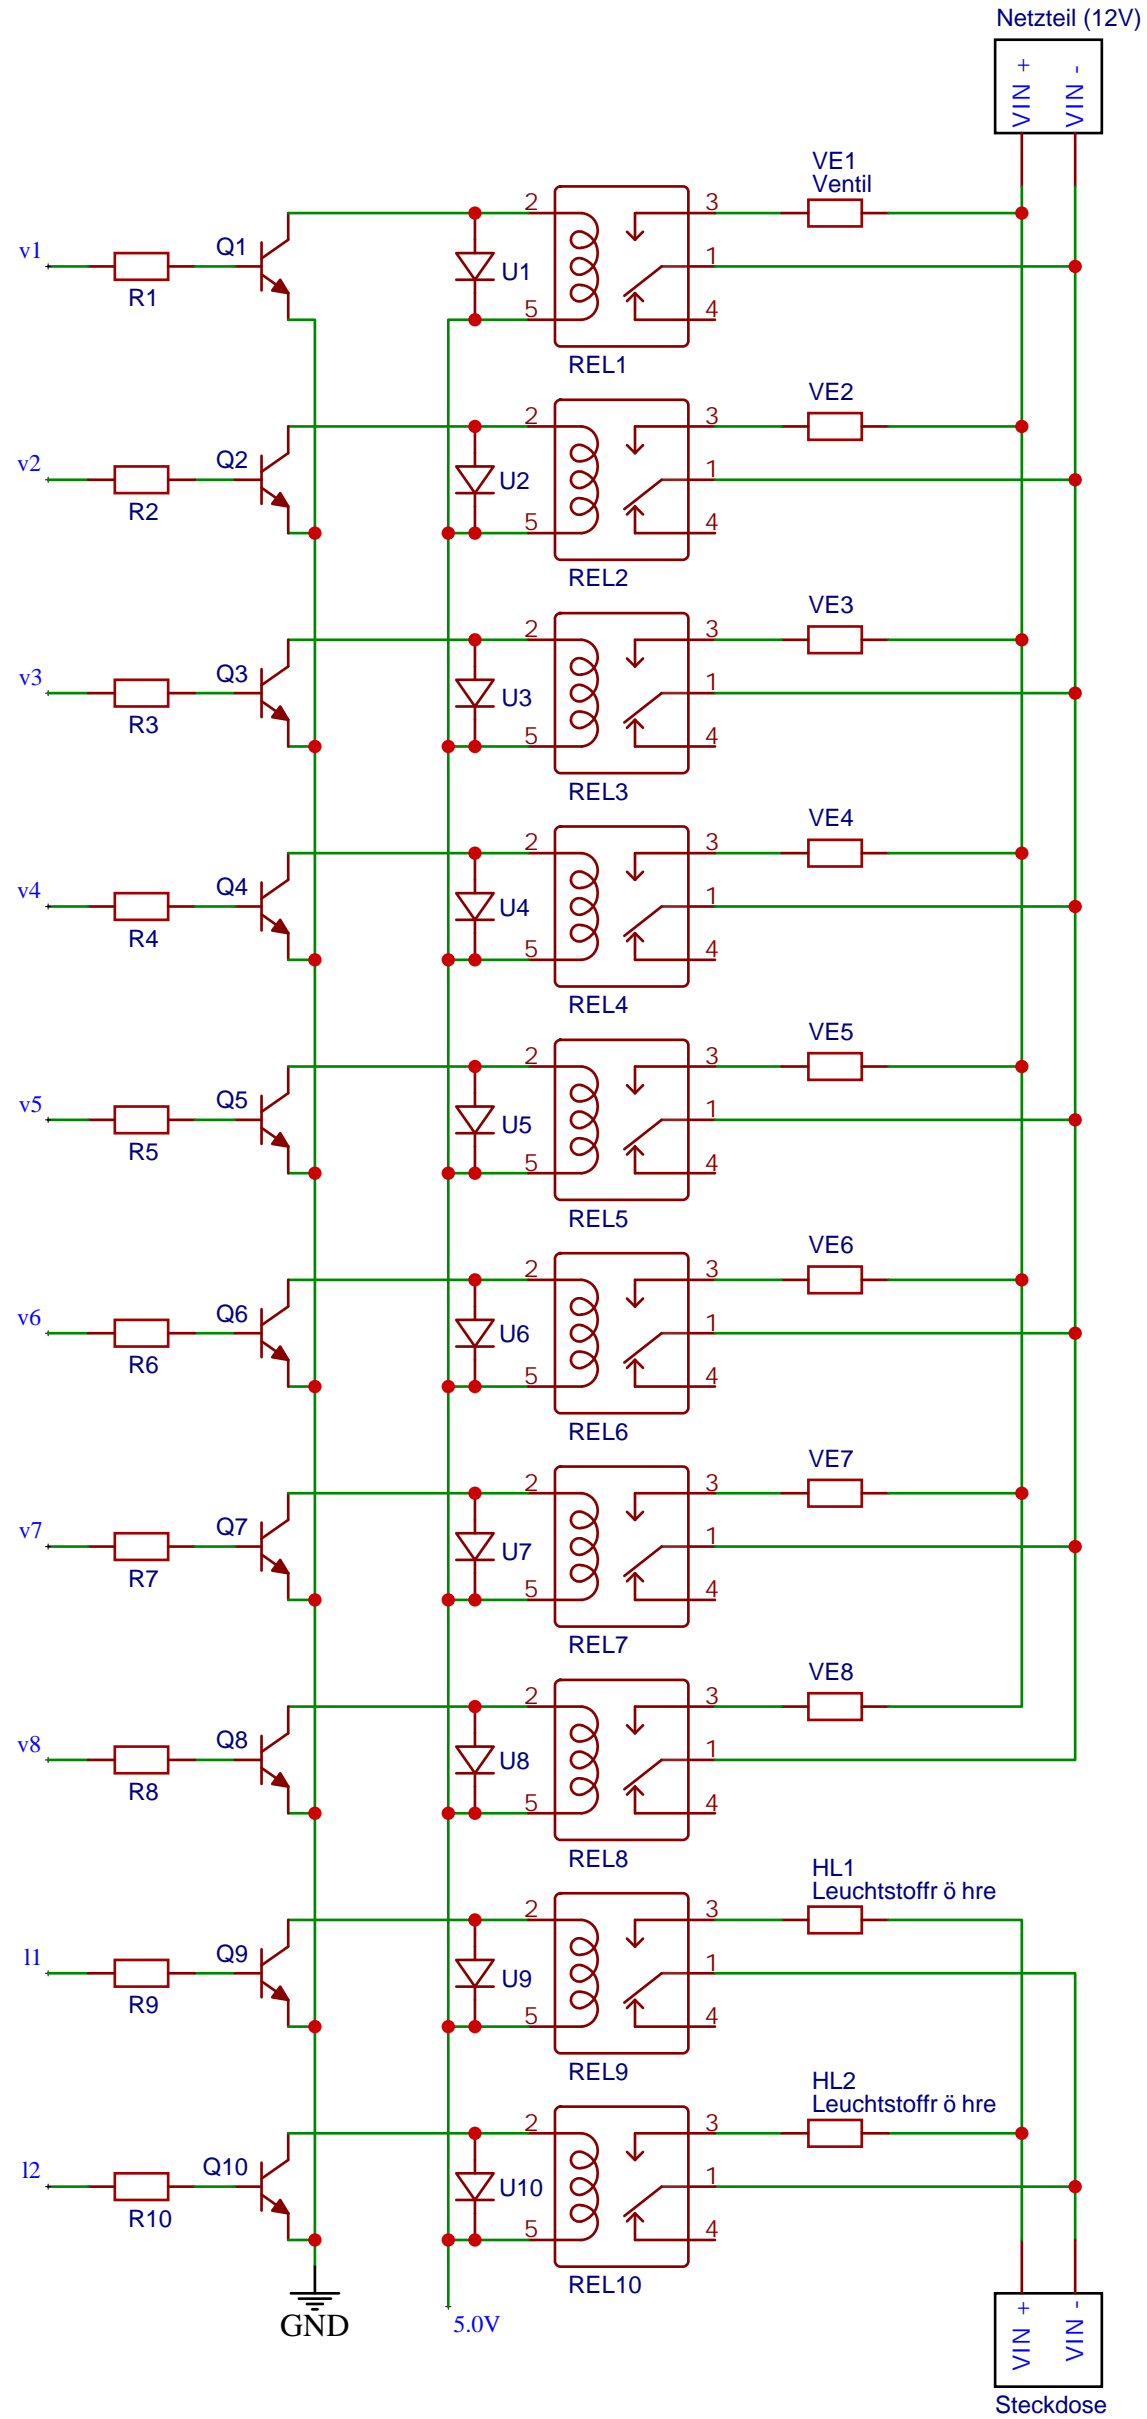 Netzteil (12V)
VIN +
VIN -
VE1
Ventil
2
3
v1
Q1
R1
U1
1
5
4
REL1
VE2
2
3
v2
Q2
R2
U2
1
5
4
REL2
VE3
2
3
v3
Q3
R3
U3
1
5
4
REL3
VE4
2
3
v4
Q4
R4
U4
1
5
4
REL4
VE5
2
3
v5
Q5
R5
U5
1
5
4
REL5
VE6
2
3
v6
Q6
R6
U6
1
5
4
REL6
VE7
2
3
v7
Q7
R7
U7
1
5
4
REL7
VE8
2
3
v8
Q8
R8
U8
1
5
4
REL8
HL1
Leuchtstoffr ö hre
2
3
l1
Q9
R9
U9
1
5
4
REL9
HL2
Leuchtstoffr ö hre
2
3
l2
Q10
R10
U10
1
5
4
REL10
GND
5.0V
VIN +
VIN -
Steckdose